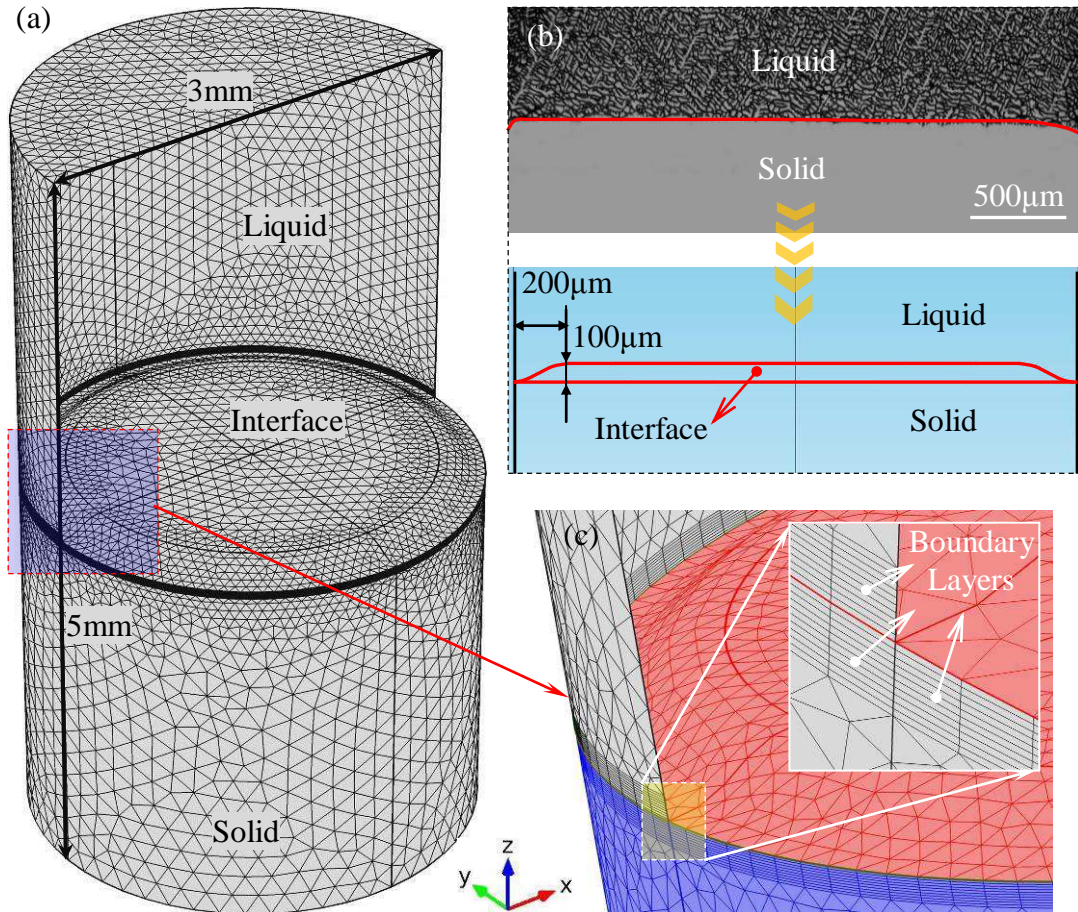 (a)
3mm
Liquid
Interface
5mm
Solid
z
y
x
(b)
Liquid
Solid
500µm
200µm
100µm
Liquid
Interface
Solid
(c)
Boundary
Layers